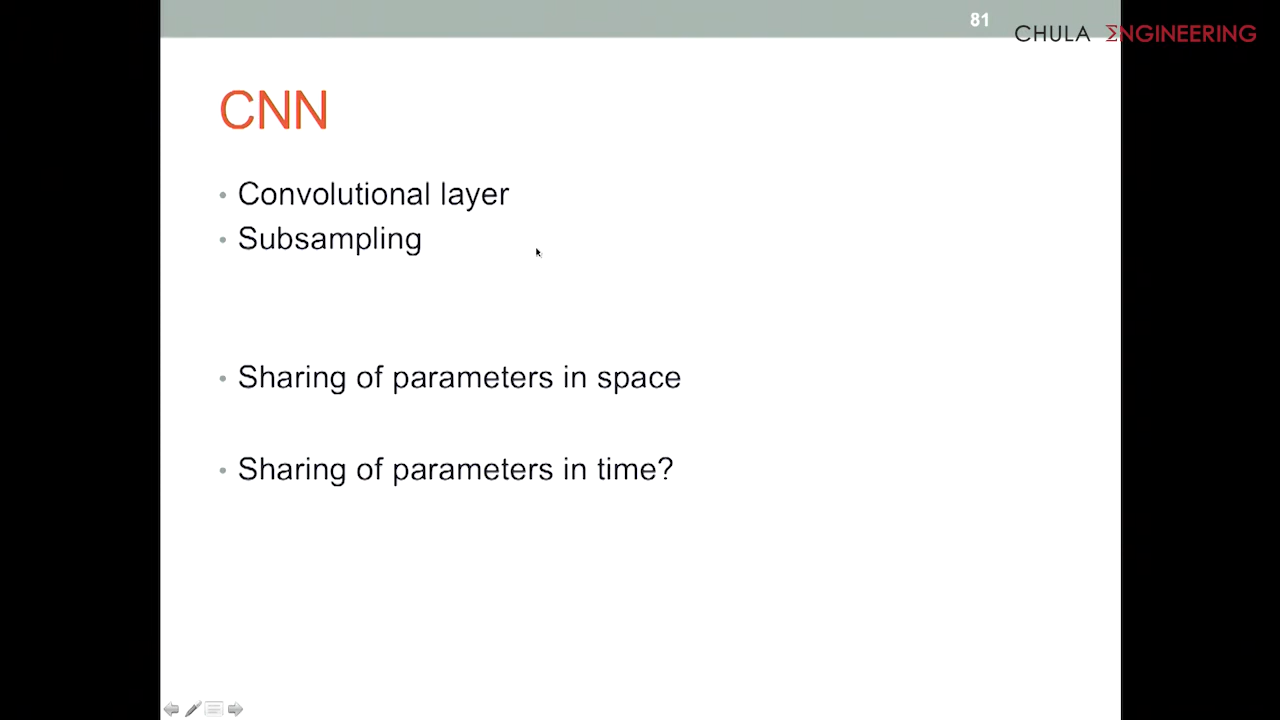 81
CHULA ΣNGINEERING
CNN
• Convolutional layer
• Subsampling
• Sharing of parameters in space
• Sharing of parameters in time?